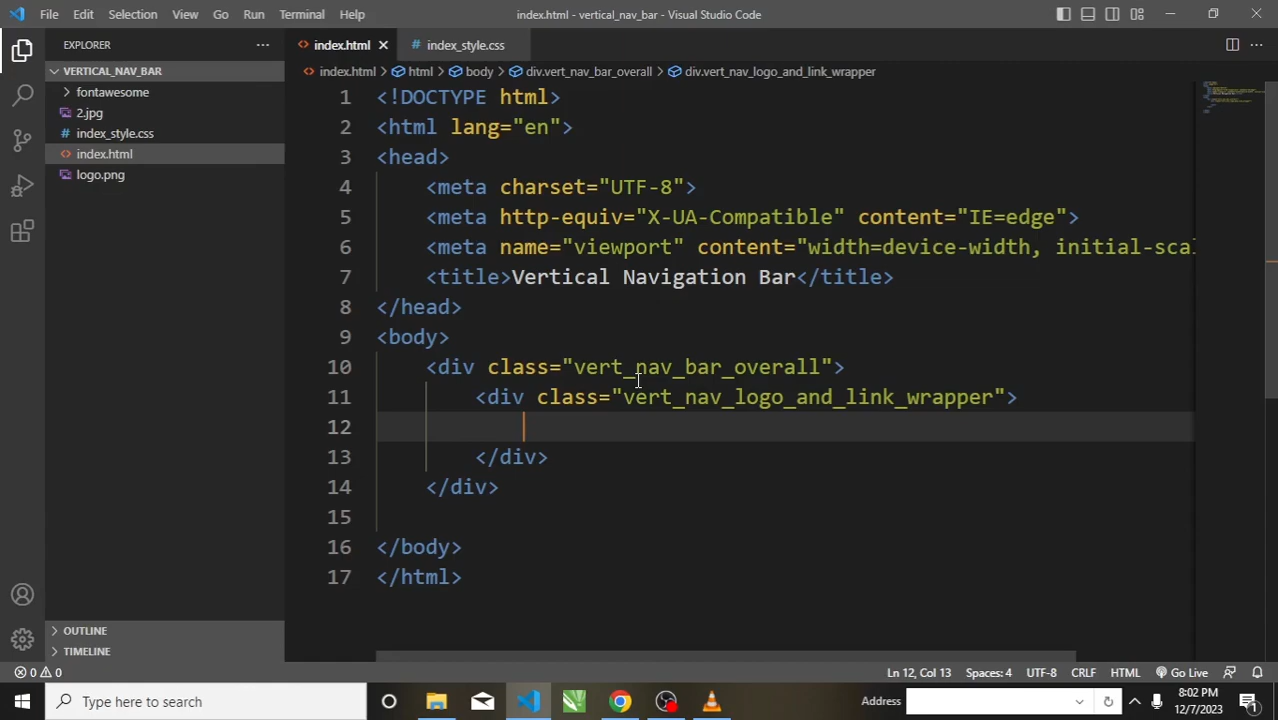 File Edit Selection View Go Run Terminal Help index.html - vertical_nav_bar - Visual Studio Code
EXPLORER
VERTICAL_NAV_BAR
fontawesome
2.jpg
index_style.css
index.html
logo.png
OUTLINE
TIMELINE
index.html index_style.css
index.html > html > body > div.vert_nav_bar_overall > div.vert_nav_logo_and_link_wrapper
1 <!DOCTYPE html>
2 <html lang="en">
3 <head>
4 <meta charset="UTF-8">
5 <meta http-equiv="X-UA-Compatible" content="IE=edge">
6 <meta name="viewport" content="width=device-width, initial-scal
7 <title>Vertical Navigation Bar</title>
8 </head>
9 <body>
10 <div class="vert_nav_bar_overall">
11 <div class="vert_nav_logo_and_link_wrapper">
12
13 </div>
14 </div>
15
16 </body>
17 </html>
0 0 Ln 12, Col 13 Spaces: 4 UTF-8 CRLF HTML Go Live
Type here to search Address 8:02 PM
12/7/2023 1